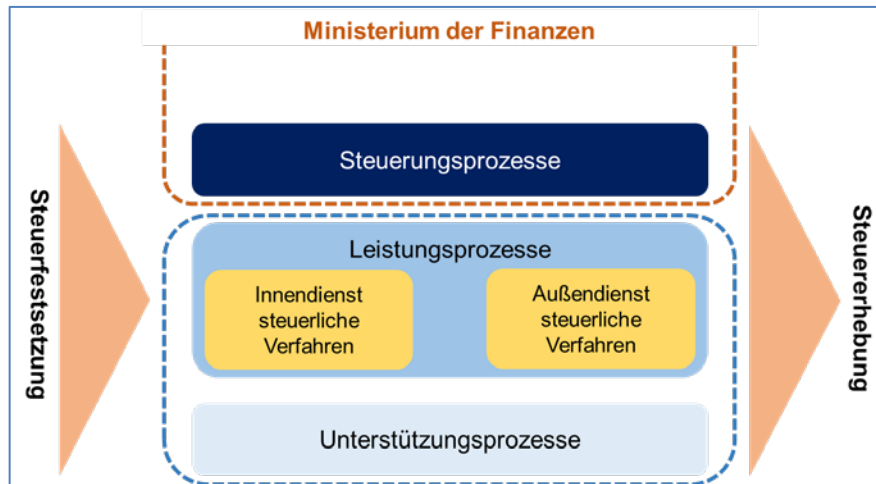 Ministerium der Finanzen
Steuerfestsetzung
Steuerungsprozesse
Leistungsprozesse
Innendienst
steuerliche
Verfahren
Außendienst
steuerliche
Verfahren
Unterstützungsprozesse
Steuererhebung